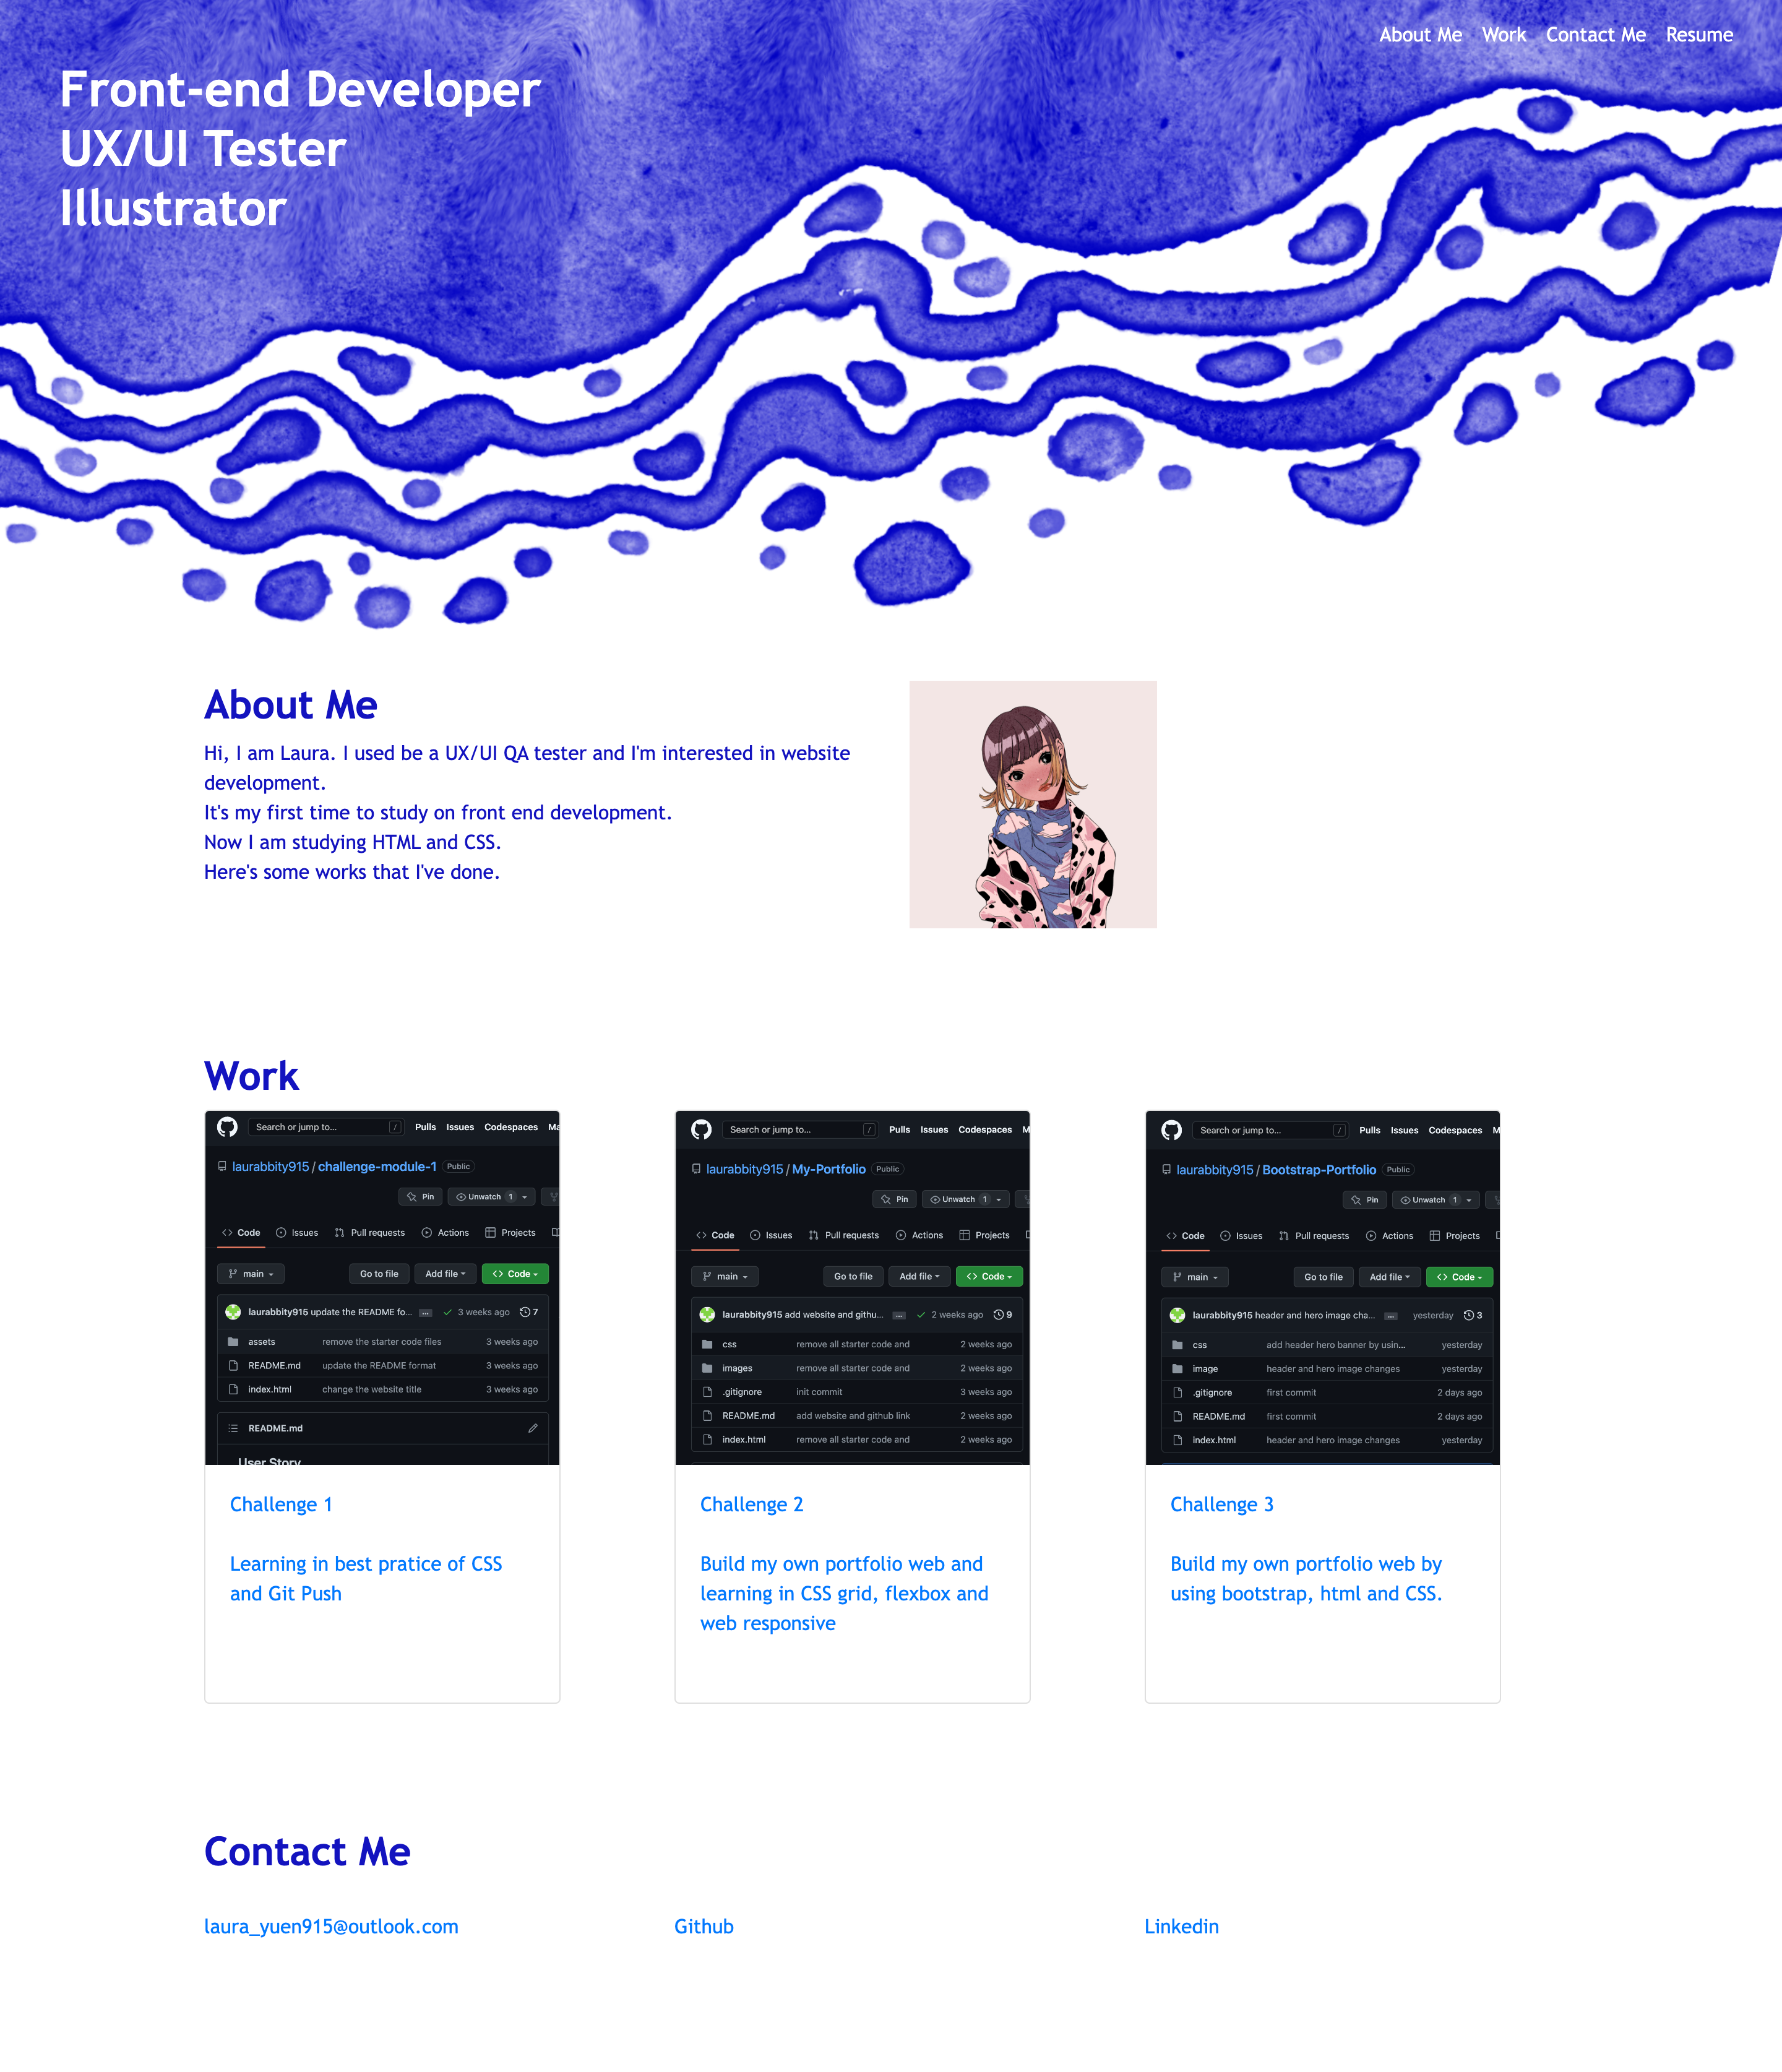 About Me Work Contact Me Resume
Front-end Developer
UX/UI Tester
Illustrator
About Me
Hi, I am Laura. I used be a UX/UI QA tester and I'm interested in website
development.
It's my first time to study on front end development.
Now I am studying HTML and CSS.
Here's some works that I've done.
Work
Search or jump to... / Pulls Issues Codespaces Ma
laurabbity915 / challenge-module-1 Public
Pin Unwatch 1
Code Issues Pull requests Actions Projects
main Go to file Add file Code
laurabbity915 update the README fo... ... 3 weeks ago 7
assets remove the starter code files 3 weeks ago
README.md update the README format 3 weeks ago
index.html change the website title 3 weeks ago
README.md
User Story
Challenge 1
Learning in best pratice of CSS
and Git Push
Search or jump to... / Pulls Issues Codespaces M
laurabbity915 / My-Portfolio Public
Pin Unwatch 1
Code Issues Pull requests Actions Projects
main Go to file Add file Code
laurabbity915 add website and githu... ... 2 weeks ago 9
css remove all starter code and 2 weeks ago
images remove all starter code and 2 weeks ago
.gitignore init commit 3 weeks ago
README.md add website and github link 2 weeks ago
index.html remove all starter code and 2 weeks ago
Challenge 2
Build my own portfolio web and
learning in CSS grid, flexbox and
web responsive
Search or jump to... / Pulls Issues Codespaces M
laurabbity915 / Bootstrap-Portfolio Public
Pin Unwatch 1
Code Issues Pull requests Actions Projects
main Go to file Add file Code
laurabbity915 header and hero image cha... ... yesterday 3
css add header hero banner by usin... yesterday
image header and hero image changes yesterday
.gitignore first commit 2 days ago
README.md first commit 2 days ago
index.html header and hero image changes yesterday
Challenge 3
Build my own portfolio web by
using bootstrap, html and CSS.
Contact Me
laura_yuen915@outlook.com Github Linkedin